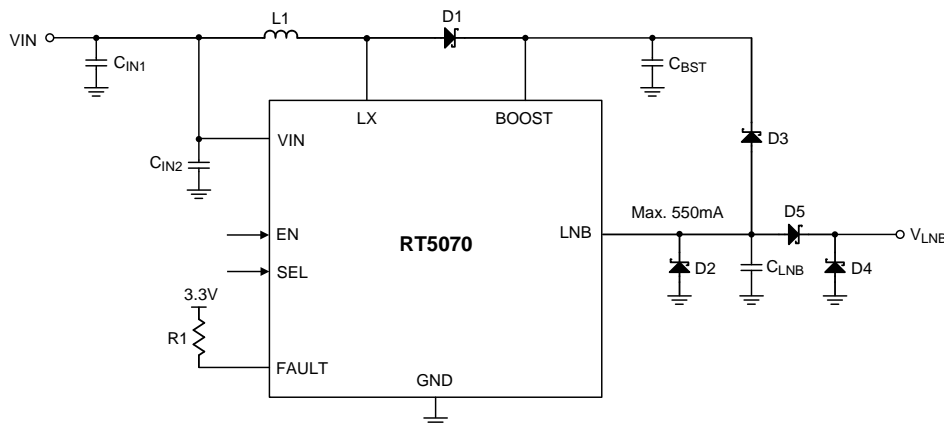 L1
D1
VIN
CIN1
CBST
LX
BOOST
VIN
D3
CIN2
Max. 550mA
D5
EN
RT5070
LNB
VLNB
SEL
D2
CLNB
D4
3.3V
R1
FAULT
GND